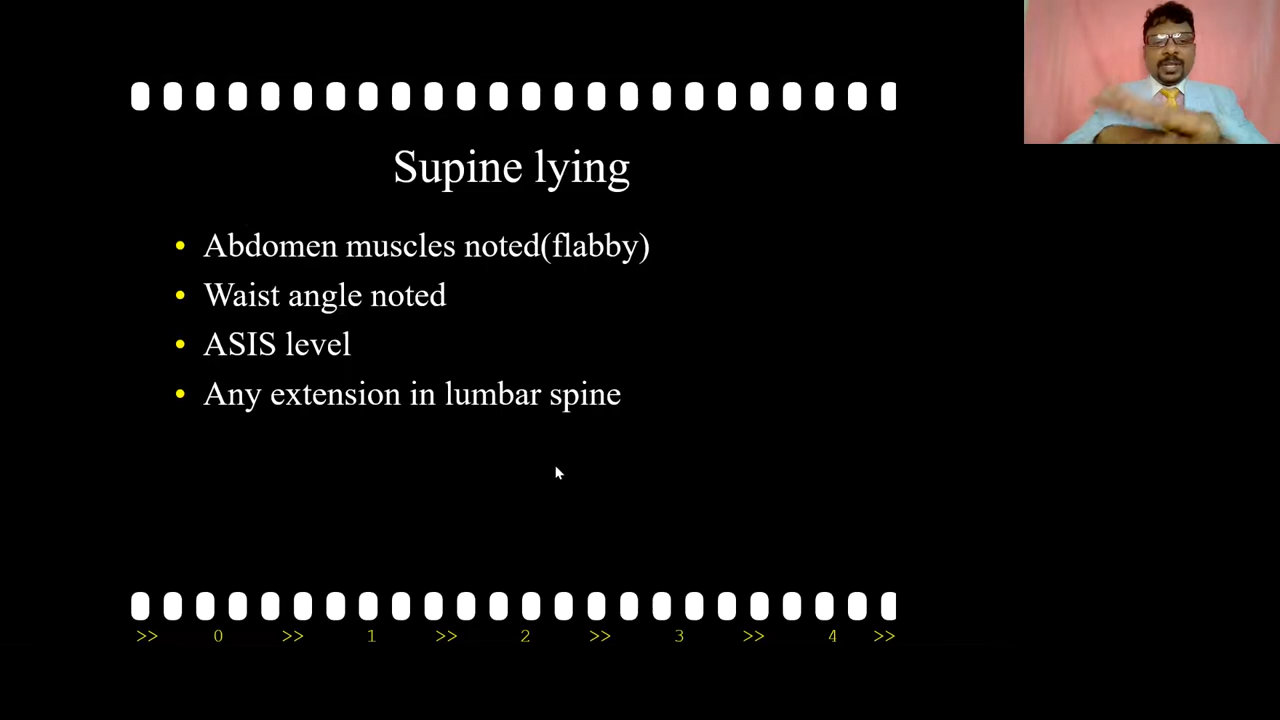 Supine lying
• Abdomen muscles noted(flabby)
• Waist angle noted
• ASIS level
• Any extension in lumbar spine
>> 0 >> 1 >> 2 >> 3 >> 4 >>